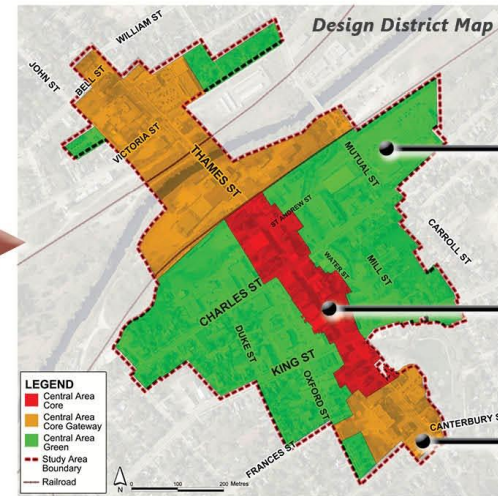 Design District Map
WILLIAM ST
JOHN ST
BELL ST
VICTORIA ST
THAMES ST
MUTUAL ST
ST ANDREW ST
CARROLL ST
WATER ST
MILL ST
CHARLES ST
DUKE ST
KING ST
OXFORD ST
FRANCES ST
CANTERBURY S
LEGEND
Central Area
Core
Central Area
Core Gateway
Central Area
Green
Study Area
Boundary
Railroad
N
0 100 200 Metres